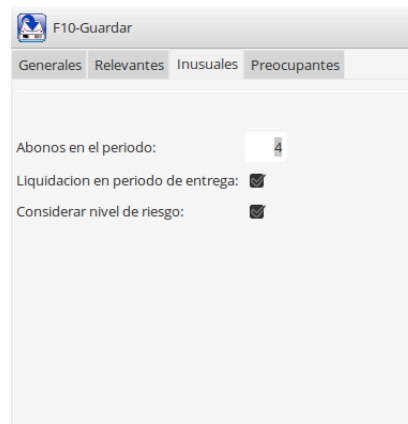 F10-Guardar
Generales Relevantes Inusuales Preocupantes
Abonos en el periodo: 4
Liquidacion en periodo de entrega:
Considerar nivel de riesgo: